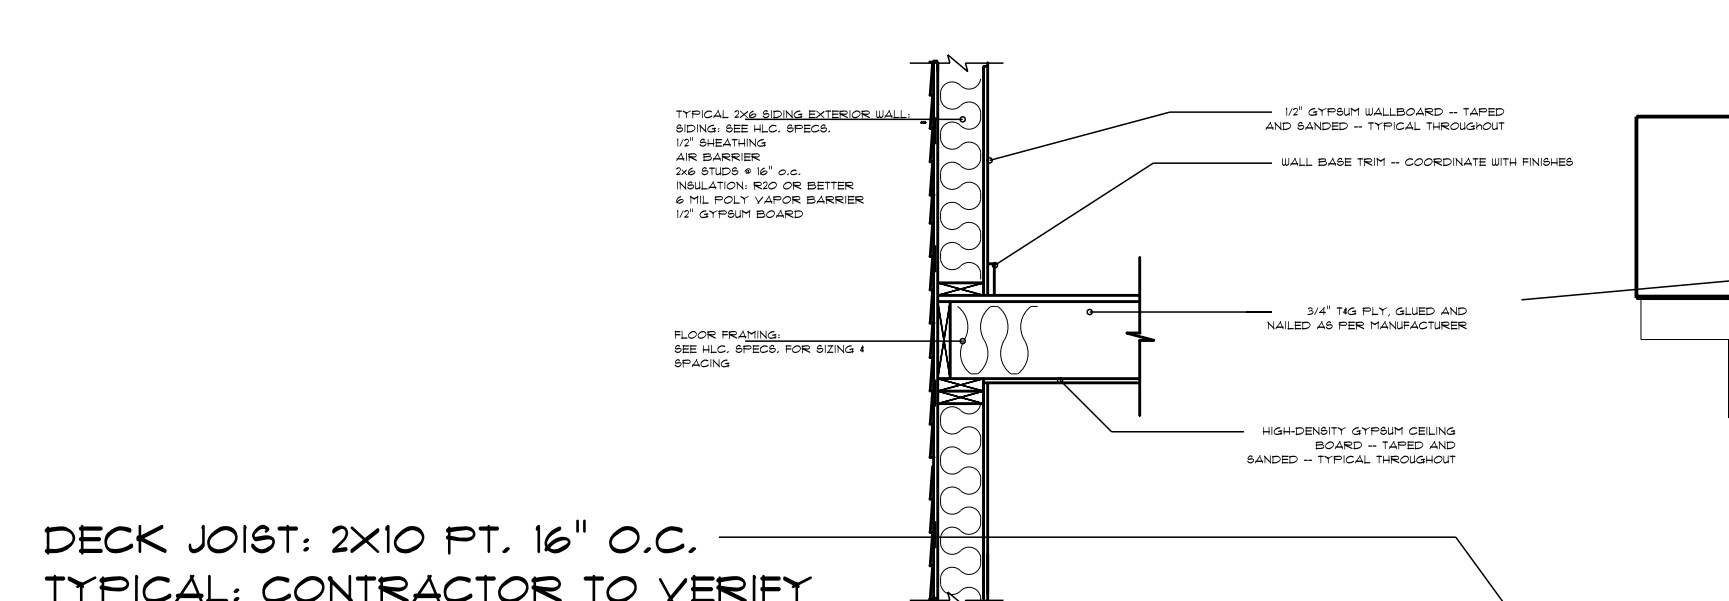 TYPICAL 2X6 SIDING EXTERIOR WALL:
SIDING: SEE HLC. SPECS.
1/2" SHEATHING
AIR BARRIER
2x6 STUDS @ 16" O.C.
INSULATION: R20 OR BETTER
6 MIL POLY VAPOR BARRIER
1/2" GYPSUM BOARD
1/2" GYPSUM WALLBOARD -- TAPED
AND SANDED -- TYPICAL THROUGHOUT
WALL BASE TRIM -- COORDINATE WITH FINISHES
FLOOR FRAMING:
SEE HLC. SPECS. FOR SIZING &
SPACING
3/4" T&G PLY, GLUED AND
NAILED AS PER MANUFACTURER
HIGH-DENSITY GYPSUM CEILING
BOARD -- TAPED AND
SANDED -- TYPICAL THROUGHOUT
DECK JOIST: 2X10 PT. 16" O.C.
TYPICAL: CONTRACTOR TO VERIFY